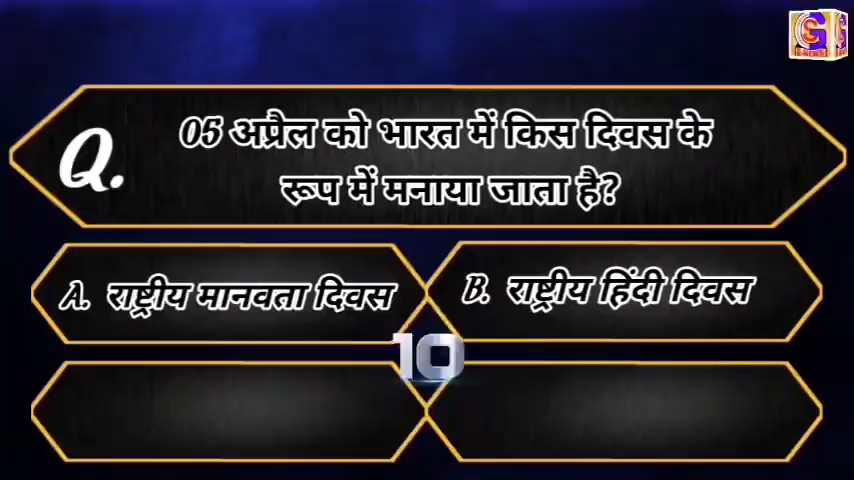 Q.
05 अप्रैल को भारत में किस दिवस के
रूप में मनाया जाता है?
A. राष्ट्रीय मानवता दिवस
B. राष्ट्रीय हिंदी दिवस
10